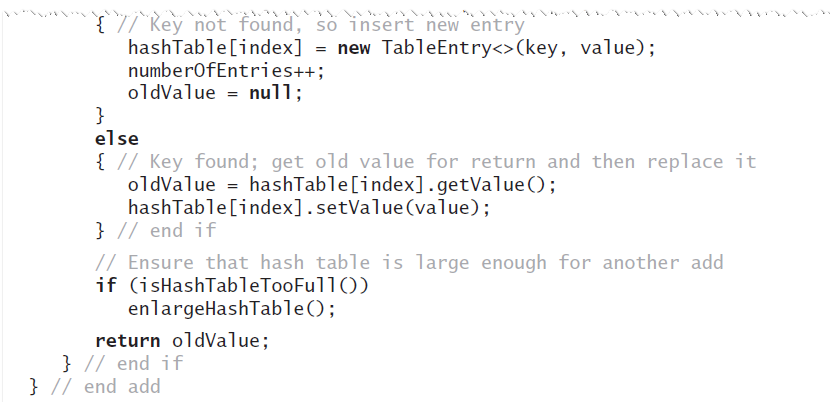 { // Key not found, so insert new entry
hashTable[index] = new TableEntry<>(key, value);
numberOfEntries++;
oldValue = null;
}
else
{ // Key found; get old value for return and then replace it
oldValue = hashTable[index].getValue();
hashTable[index].setValue(value);
} // end if
// Ensure that hash table is large enough for another add
if (isHashTableTooFull())
enlargeHashTable();
return oldValue;
} // end if
} // end add